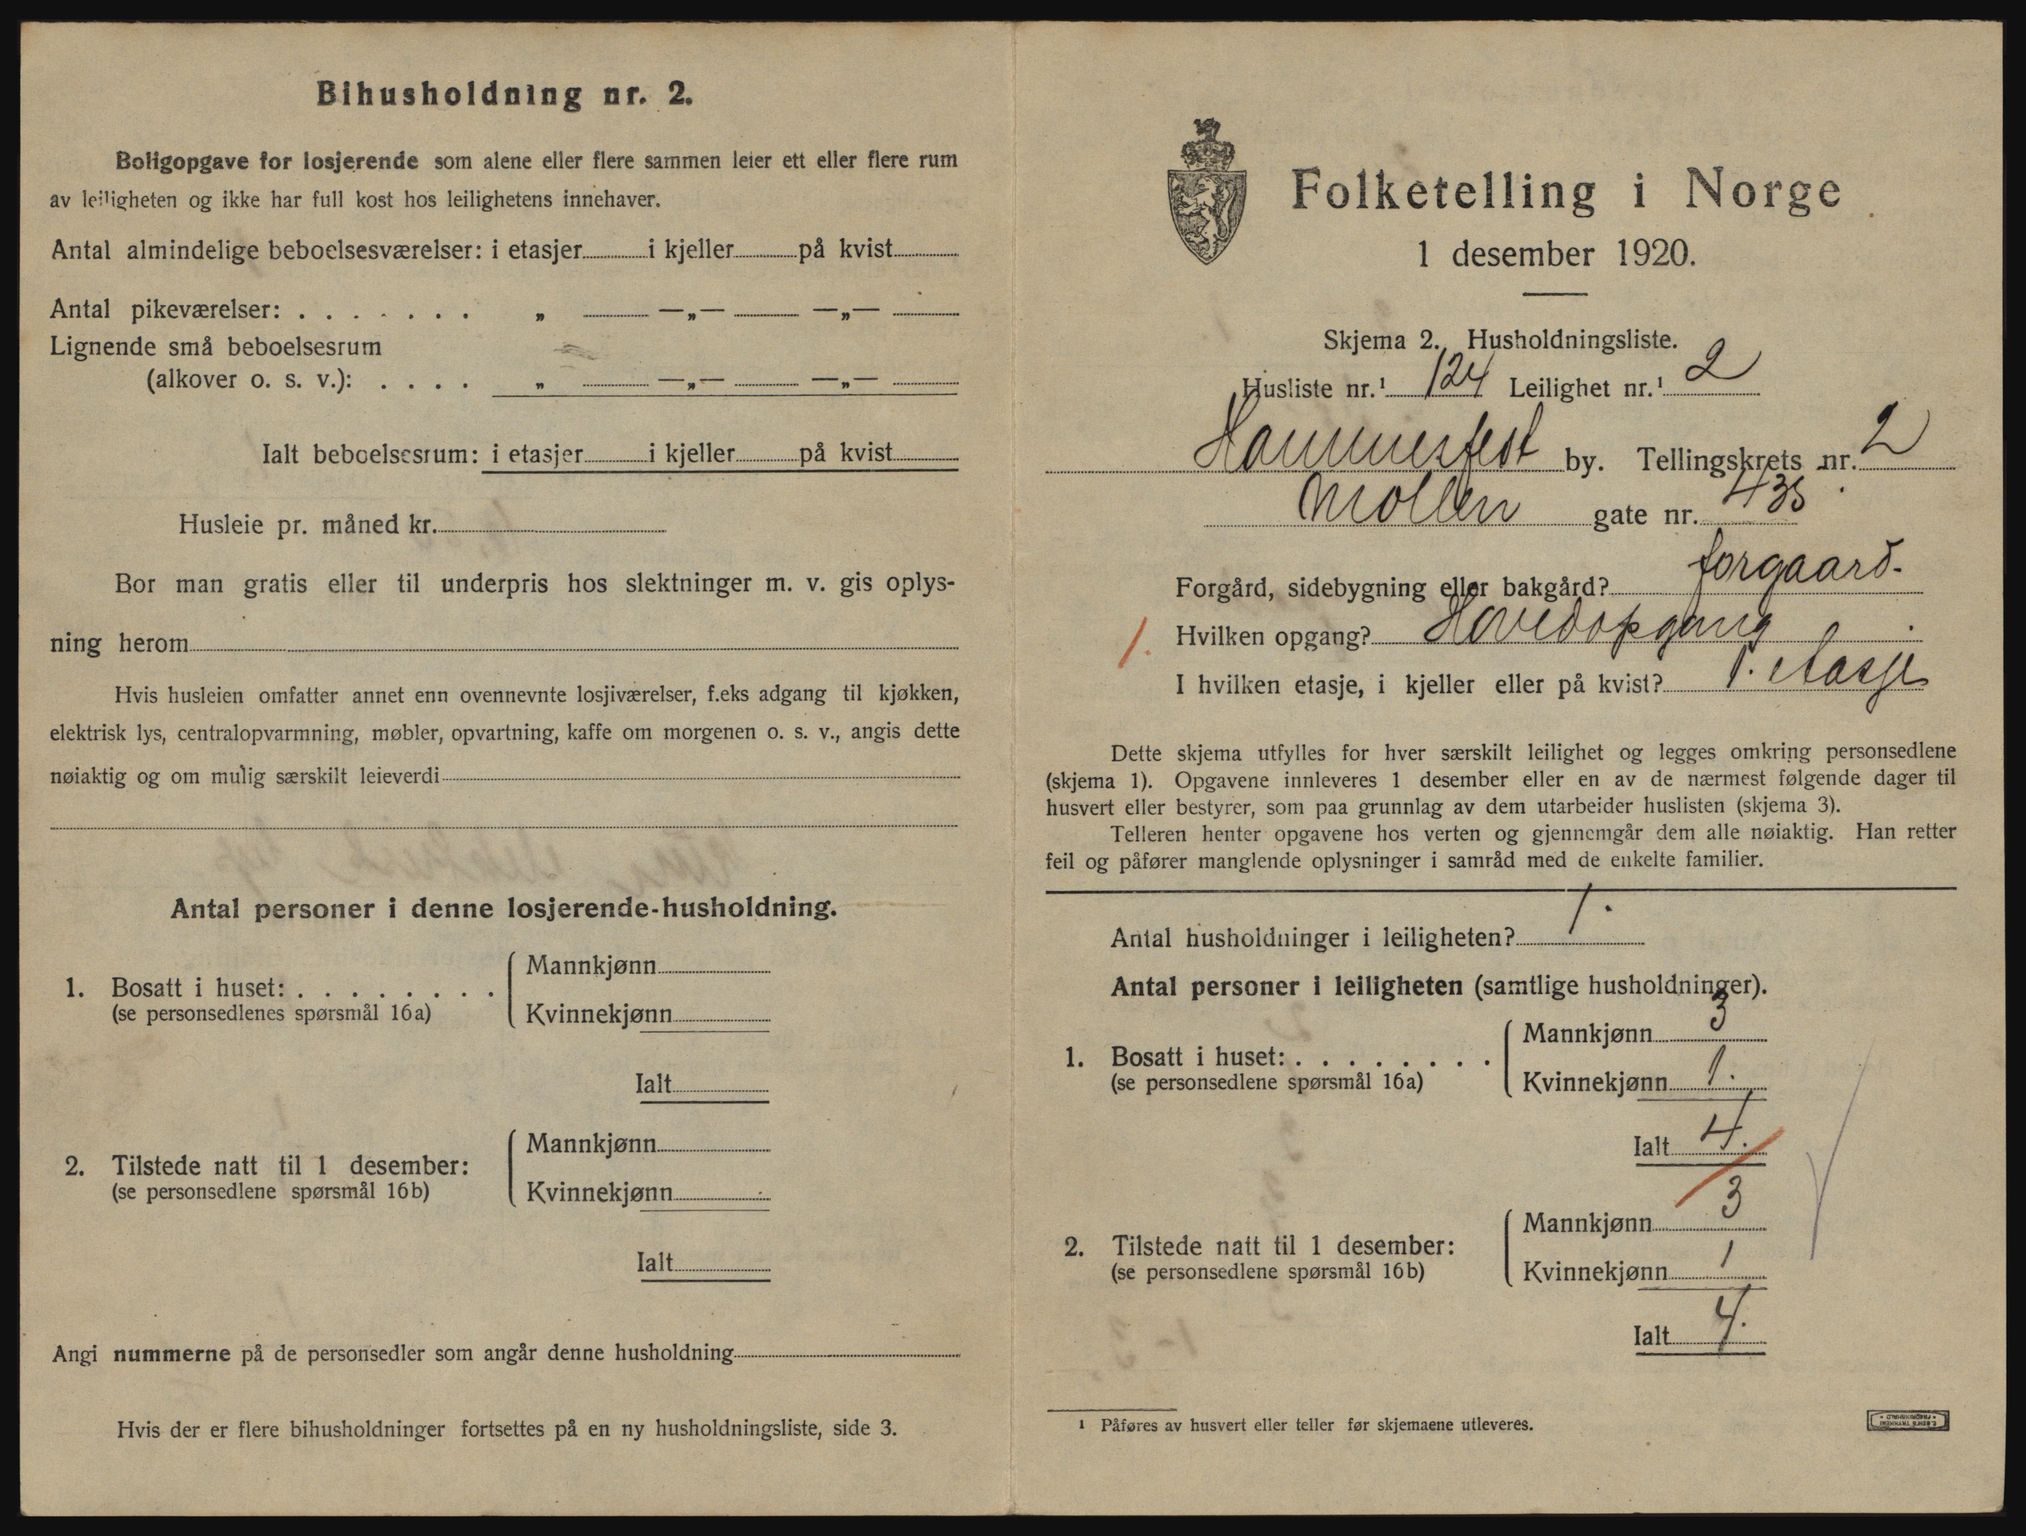 Bihusholdning nr. 2.
Boligopgave for losjerende som alene eller flere sammen leier ett eller flere rum
av leiligheten og ikke har full kost hos leilighetens innehaver.
Antal almindelige beboelsesværelser: i etasjer i kjeller på kvist
Antal pikeværelser: . . . . . . . „ —„— —„—
Lignende små beboelsesrum
(alkover o. s. v.): . . . . „ —„— —„—
Ialt beboelsesrum: i etasjer i kjeller på kvist
Husleie pr. måned kr.
Bor man gratis eller til underpris hos slektninger m. v. gis oplys-
ning herom
Hvis husleien omfatter annet enn ovennevnte losjiværelser, f.eks adgang til kjøkken,
elektrisk lys, centralopvarmning, møbler, opvartning, kaffe om morgenen o. s. v., angis dette
nøiaktig og om mulig særskilt leieverdi
Antal personer i denne losjerende-husholdning.
1. Bosatt i huset: . . . . . . . .
(se personsedlenes spørsmål 16a)
Mannkjønn
Kvinnekjønn
Ialt
2. Tilstede natt til 1 desember:
(se personsedlene spørsmål 16b)
Mannkjønn
Kvinnekjønn
Ialt
Angi nummerne på de personsedler som angår denne husholdning
Hvis der er flere bihusholdninger fortsettes på en ny husholdningsliste, side 3.
Folketelling i Norge
1 desember 1920.
Skjema 2. Husholdningsliste.
Husliste nr.¹ 124 Leilighet nr.¹ 2
Hammerfest by. Tellingskrets nr. 2
Mollen gate nr. 435
Forgård, sidebygning eller bakgård? forgaard.
1. Hvilken opgang? Hovedopgang
I hvilken etasje, i kjeller eller på kvist? 1. etasje
Dette skjema utfylles for hver særskilt leilighet og legges omkring personsedlene
(skjema 1). Opgavene innleveres 1 desember eller en av de nærmest følgende dager til
husvert eller bestyrer, som paa grunnlag av dem utarbeider huslisten (skjema 3).
Telleren henter opgavene hos verten og gjennemgår dem alle nøiaktig. Han retter
feil og påfører manglende oplysninger i samråd med de enkelte familier.
Antal husholdninger i leiligheten? 1.
Antal personer i leiligheten (samtlige husholdninger).
1. Bosatt i huset: . . . . . . . .
(se personsedlene spørsmål 16a)
Mannkjønn 3
Kvinnekjønn 1.
Ialt 4.
2. Tilstede natt til 1 desember:
(se personsedlene spørsmål 16b)
Mannkjønn 3
Kvinnekjønn 1
Ialt 4.
¹ Påføres av husvert eller teller før skjemaene utleveres.